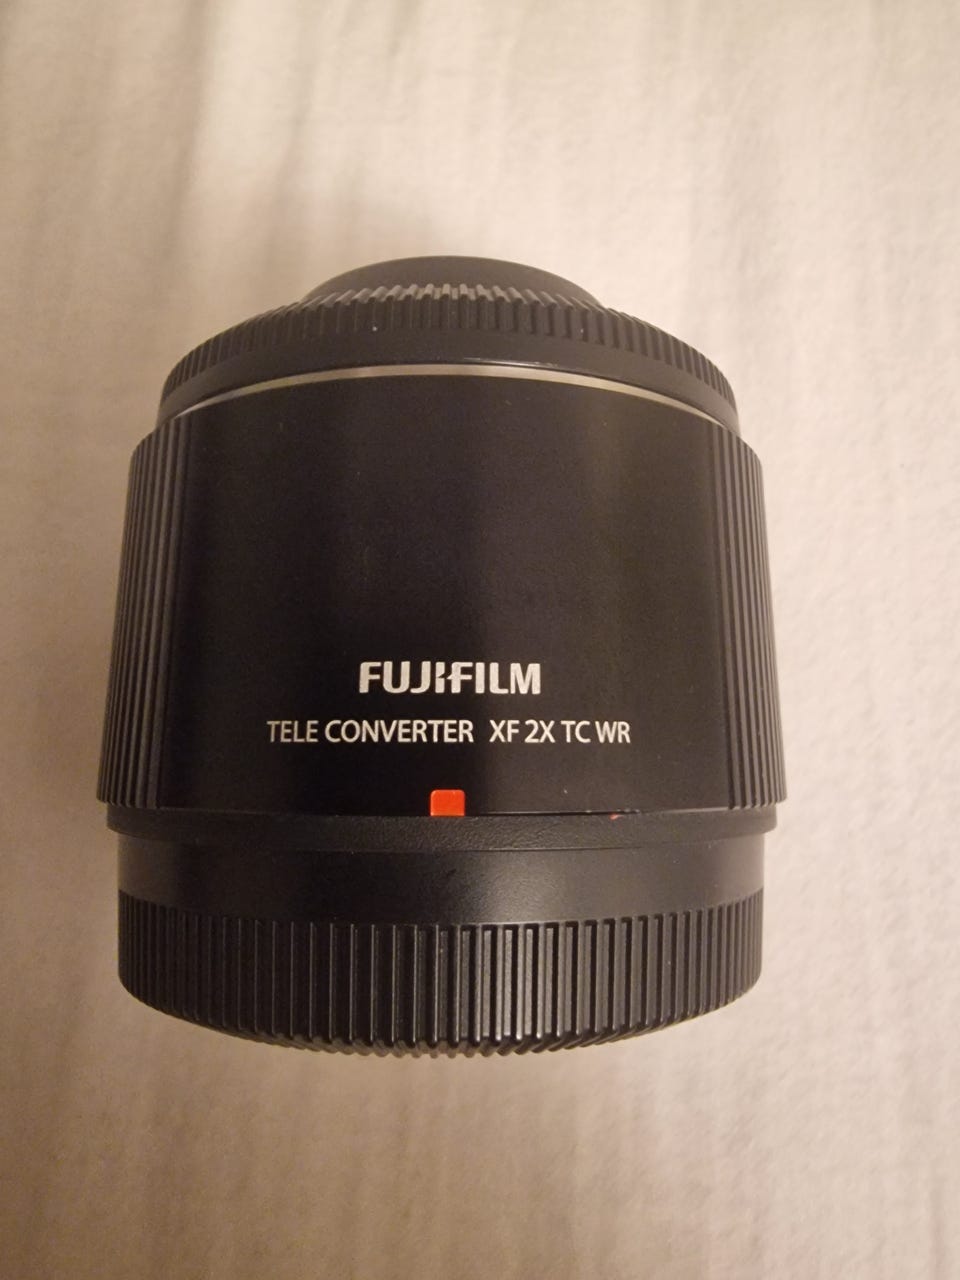 FUJIFILM
TELE CONVERTER XF 2X TC WR